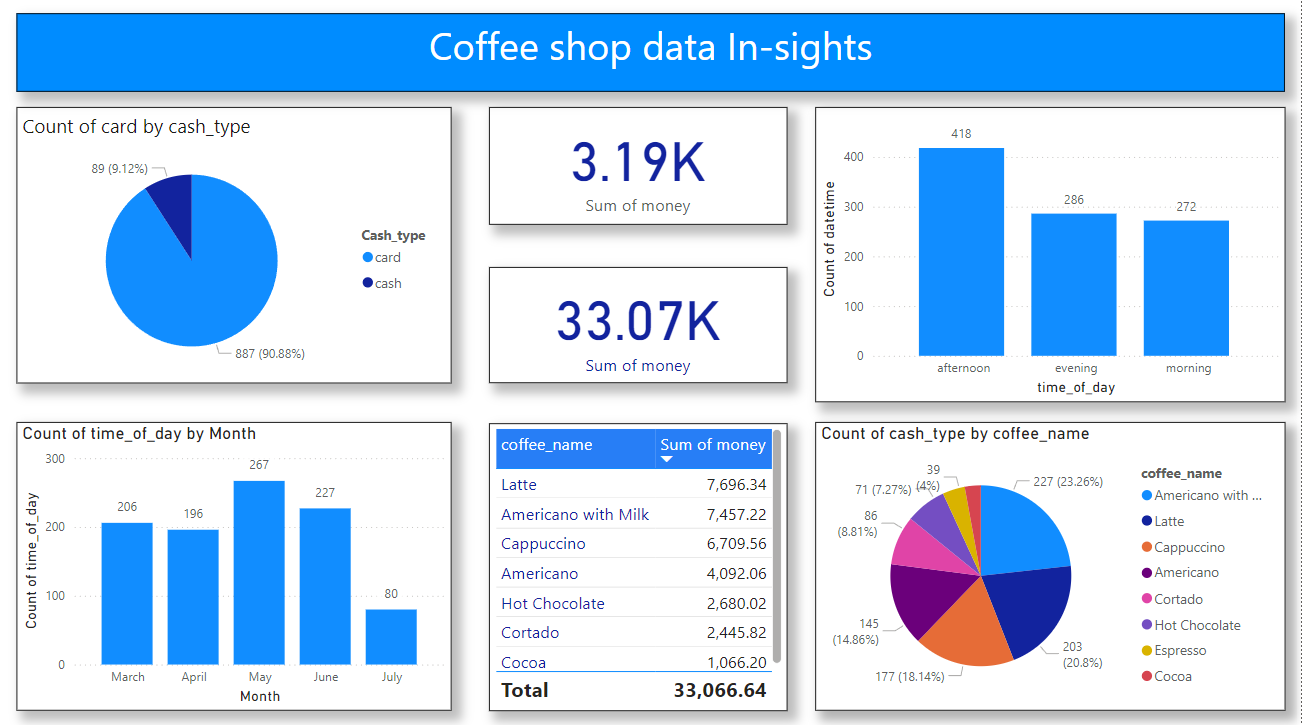 Coffee shop data In-sights
Count of card by cash_type
89 (9.12%)
887 (90.88%)
Cash_type
card
cash
3.19K
Sum of money
33.07K
Sum of money
Count of datetime
400
300
200
100
0
418
286
272
afternoon evening morning
time_of_day
Count of time_of_day by Month
Count of time_of_day
300
200
100
0
206
196
267
227
80
March April May June July
Month
coffee_name Sum of money
Latte 7,696.34
Americano with Milk 7,457.22
Cappuccino 6,709.56
Americano 4,092.06
Hot Chocolate 2,680.02
Cortado 2,445.82
Cocoa 1,066.20
Total 33,066.64
Count of cash_type by coffee_name
227 (23.26%)
203
(20.8%)
177 (18.14%)
145
(14.86%)
86
(8.81%)
71 (7.27%)
39
(4%)
coffee_name
Americano with ...
Latte
Cappuccino
Americano
Cortado
Hot Chocolate
Espresso
Cocoa